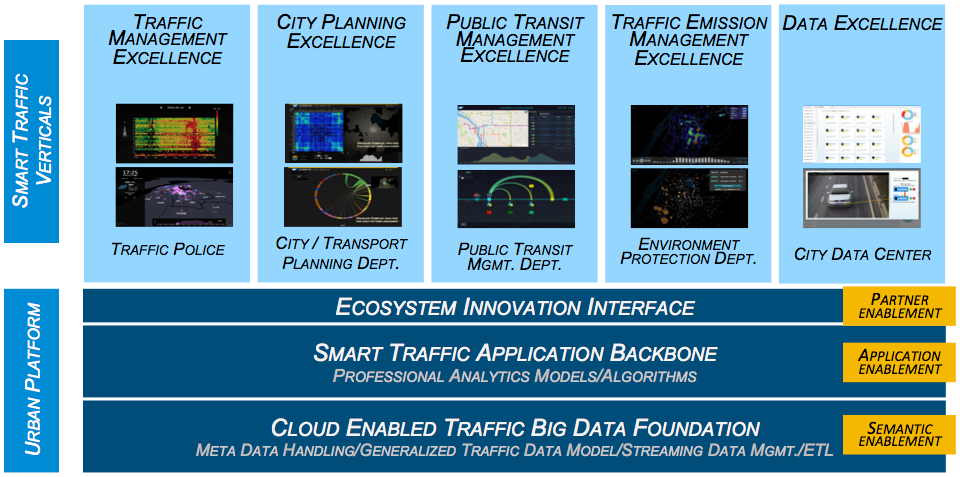 SMART TRAFFIC
VERTICALS
TRAFFIC
MANAGEMENT
EXCELLENCE
TRAFFIC POLICE
CITY PLANNING
EXCELLENCE
CITY / TRANSPORT
PLANNING DEPT.
PUBLIC TRANSIT
MANAGEMENT
EXCELLENCE
PUBLIC TRANSIT
MGMT. DEPT.
TRAFFIC EMISSION
MANAGEMENT
EXCELLENCE
ENVIRONMENT
PROTECTION DEPT.
DATA EXCELLENCE
CITY DATA CENTER
17:25
URBAN PLATFORM
ECOSYSTEM INNOVATION INTERFACE
PARTNER
ENABLEMENT
SMART TRAFFIC APPLICATION BACKBONE
PROFESSIONAL ANALYTICS MODELS/ALGORITHMS
APPLICATION
ENABLEMENT
CLOUD ENABLED TRAFFIC BIG DATA FOUNDATION
META DATA HANDLING/GENERALIZED TRAFFIC DATA MODEL/STREAMING DATA MGMT./ETL
SEMANTIC
ENABLEMENT